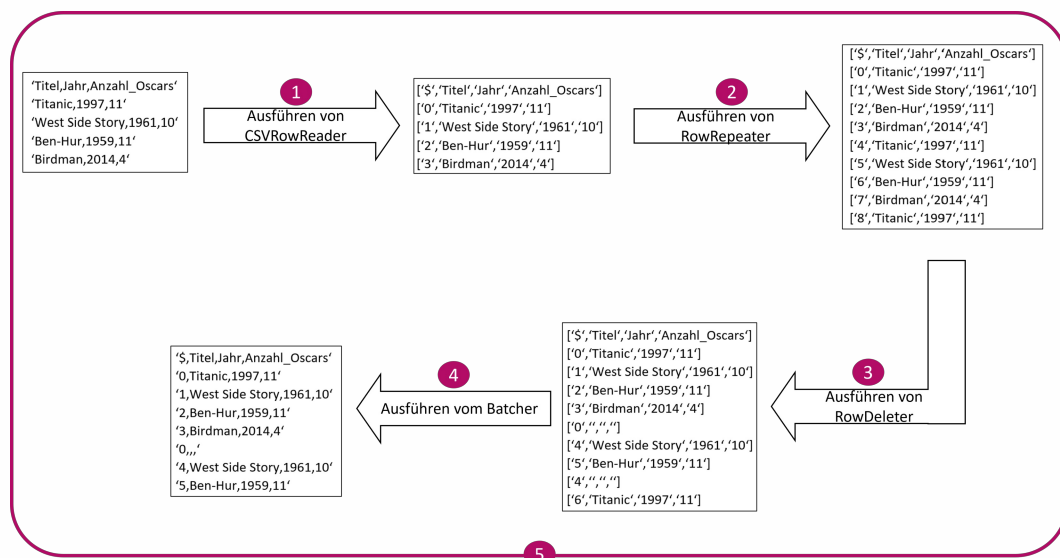 ‘Titel,Jahr,Anzahl_Oscars‘
‘Titanic,1997,11‘
‘West Side Story,1961,10‘
‘Ben-Hur,1959,11‘
‘Birdman,2014,4‘
1
Ausführen von
CSVRowReader
[‘$‘,‘Titel‘,‘Jahr‘,‘Anzahl_Oscars‘]
[‘0‘,‘Titanic‘,‘1997‘,‘11‘]
[‘1‘,‘West Side Story‘,‘1961‘,‘10‘]
[‘2‘,‘Ben-Hur‘,‘1959‘,‘11‘]
[‘3‘,‘Birdman‘,‘2014‘,‘4‘]
2
Ausführen von
RowRepeater
[‘$‘,‘Titel‘,‘Jahr‘,‘Anzahl_Oscars‘]
[‘0‘,‘Titanic‘,‘1997‘,‘11‘]
[‘1‘,‘West Side Story‘,‘1961‘,‘10‘]
[‘2‘,‘Ben-Hur‘,‘1959‘,‘11‘]
[‘3‘,‘Birdman‘,‘2014‘,‘4‘]
[‘4‘,‘Titanic‘,‘1997‘,‘11‘]
[‘5‘,‘West Side Story‘,‘1961‘,‘10‘]
[‘6‘,‘Ben-Hur‘,‘1959‘,‘11‘]
[‘7‘,‘Birdman‘,‘2014‘,‘4‘]
[‘8‘,‘Titanic‘,‘1997‘,‘11‘]
3
Ausführen von
RowDeleter
[‘$‘,‘Titel‘,‘Jahr‘,‘Anzahl_Oscars‘]
[‘0‘,‘Titanic‘,‘1997‘,‘11‘]
[‘1‘,‘West Side Story‘,‘1961‘,‘10‘]
[‘2‘,‘Ben-Hur‘,‘1959‘,‘11‘]
[‘3‘,‘Birdman‘,‘2014‘,‘4‘]
[‘0‘,‘‘,‘‘,‘‘]
[‘4‘,‘West Side Story‘,‘1961‘,‘10‘]
[‘5‘,‘Ben-Hur‘,‘1959‘,‘11‘]
[‘4‘,‘‘,‘‘,‘‘]
[‘6‘,‘Titanic‘,‘1997‘,‘11‘]
4
Ausführen vom Batcher
‘$,Titel,Jahr,Anzahl_Oscars‘
‘0,Titanic,1997,11‘
‘1,West Side Story,1961,10‘
‘2,Ben-Hur,1959,11‘
‘3,Birdman,2014,4‘
‘0,,,‘
‘4,West Side Story,1961,10‘
‘5,Ben-Hur,1959,11‘
5